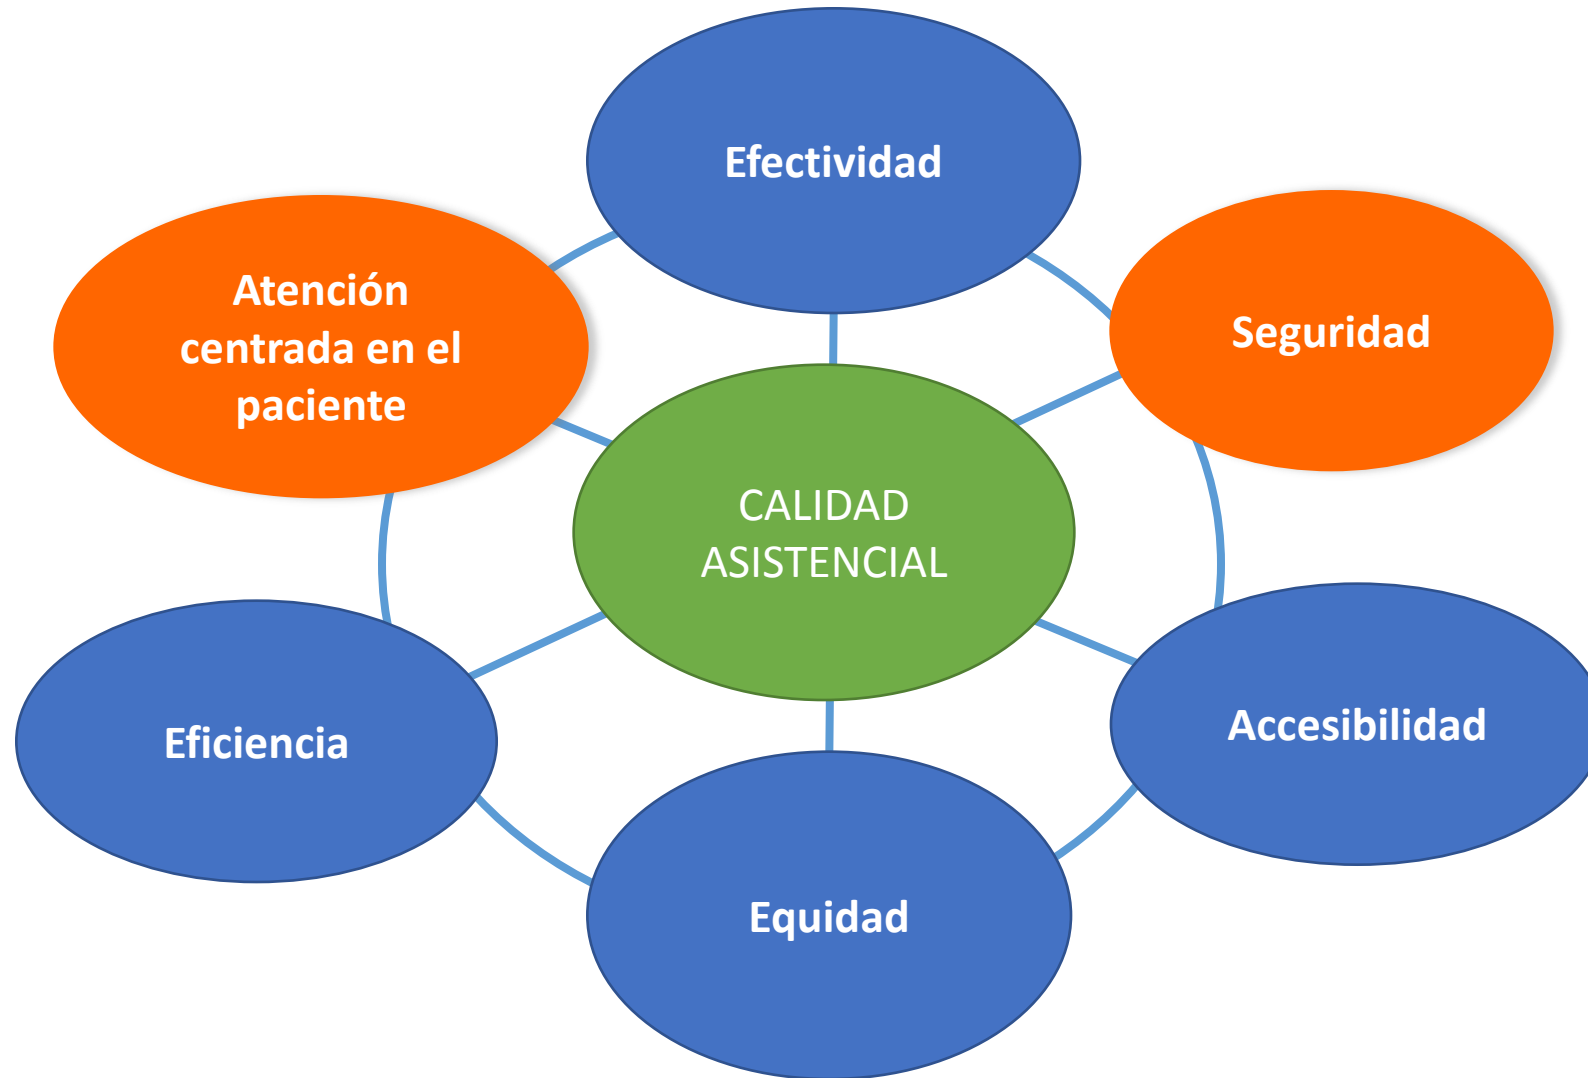 Efectividad
Atención
centrada en el
paciente
Seguridad
CALIDAD
ASISTENCIAL
Eficiencia
Accesibilidad
Equidad